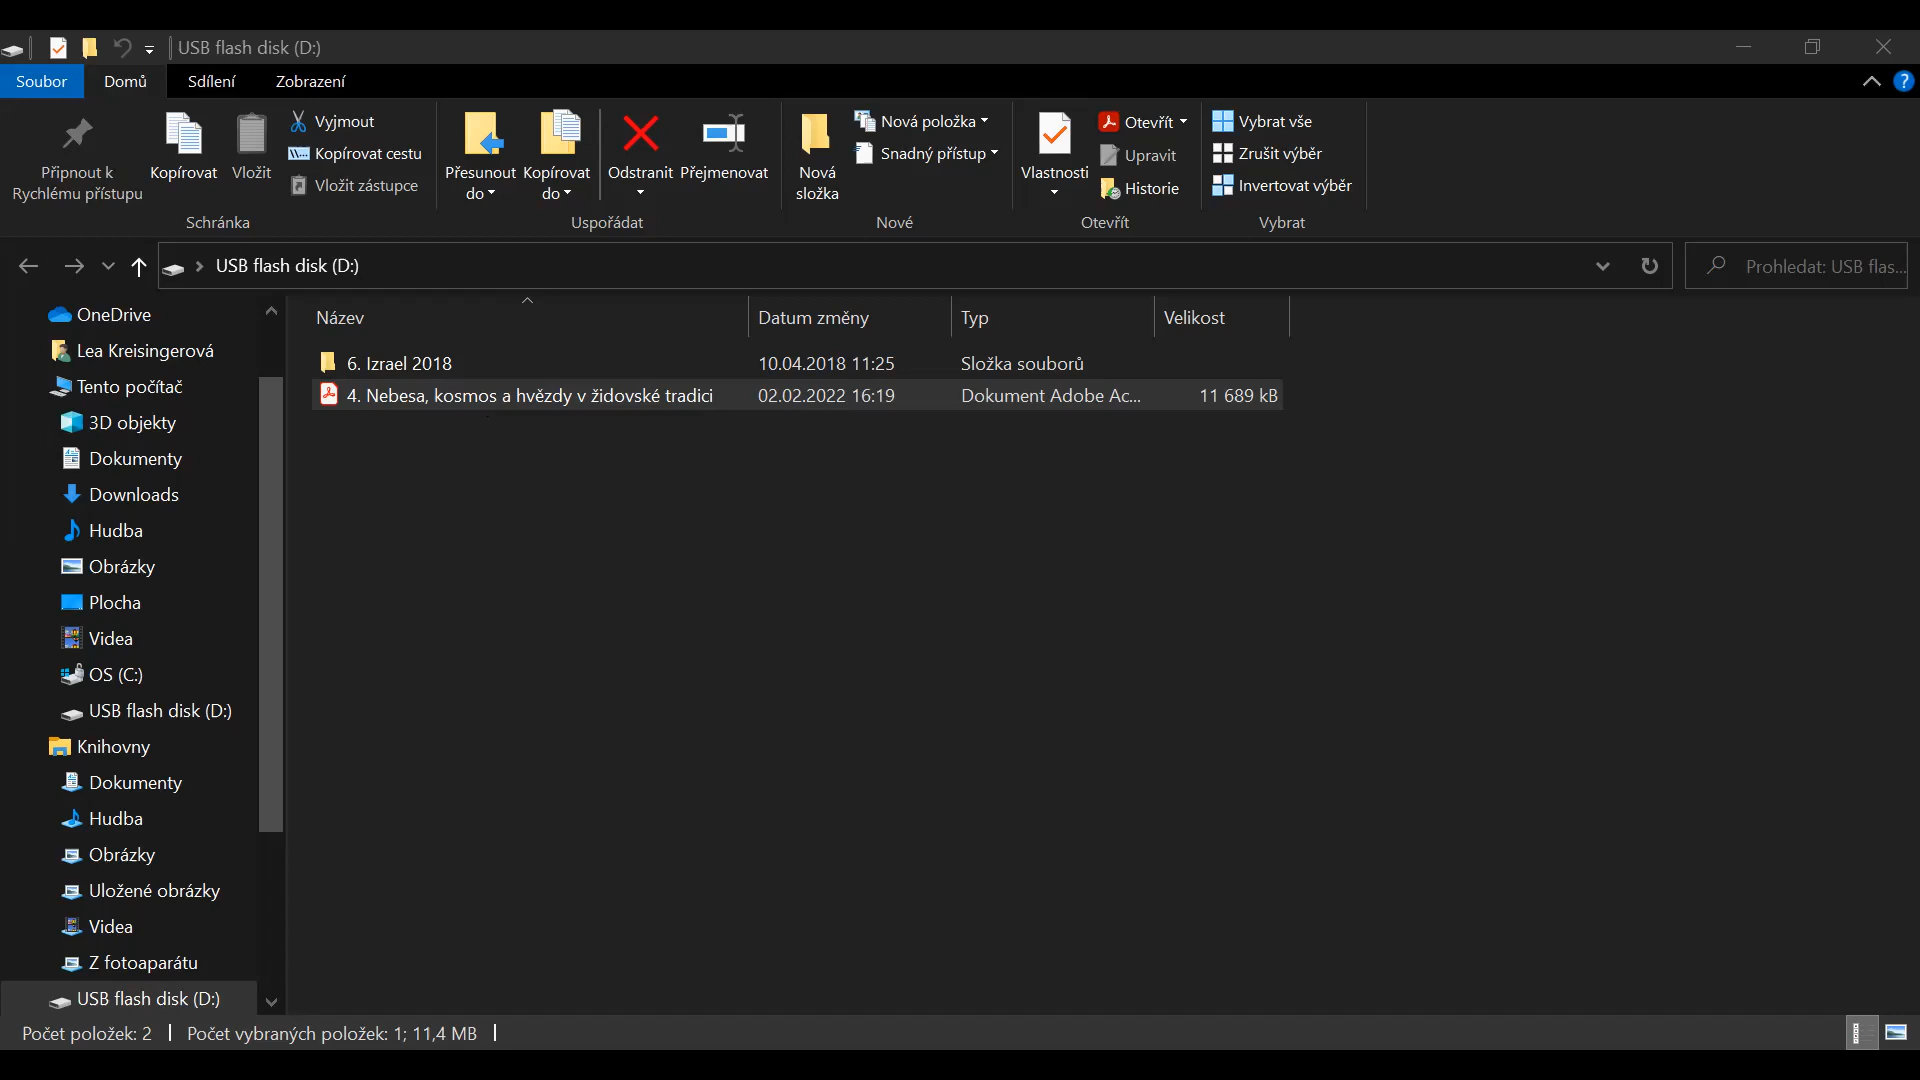 USB flash disk (D:)
Soubor Domů Sdílení Zobrazení
Připnout k Rychlému přístupu
Kopírovat
Vložit
Vyjmout
Kopírovat cestu
Vložit zástupce
Schránka
Přesunout do
Kopírovat do
Odstranit
Přejmenovat
Uspořádat
Nová složka
Nová položka
Snadný přístup
Nové
Vlastnosti
Otevřít
Upravit
Historie
Otevřít
Vybrat vše
Zrušit výběr
Invertovat výběr
Vybrat
USB flash disk (D:)
Prohledat: USB flas...
OneDrive
Lea Kreisingerová
Tento počítač
3D objekty
Dokumenty
Downloads
Hudba
Obrázky
Plocha
Videa
OS (C:)
USB flash disk (D:)
Knihovny
Dokumenty
Hudba
Obrázky
Uložené obrázky
Videa
Z fotoaparátu
USB flash disk (D:)
Název Datum změny Typ Velikost
6. Izrael 2018 10.04.2018 11:25 Složka souborů
4. Nebesa, kosmos a hvězdy v židovské tradici 02.02.2022 16:19 Dokument Adobe Ac... 11 689 kB
Počet položek: 2 Počet vybraných položek: 1; 11,4 MB